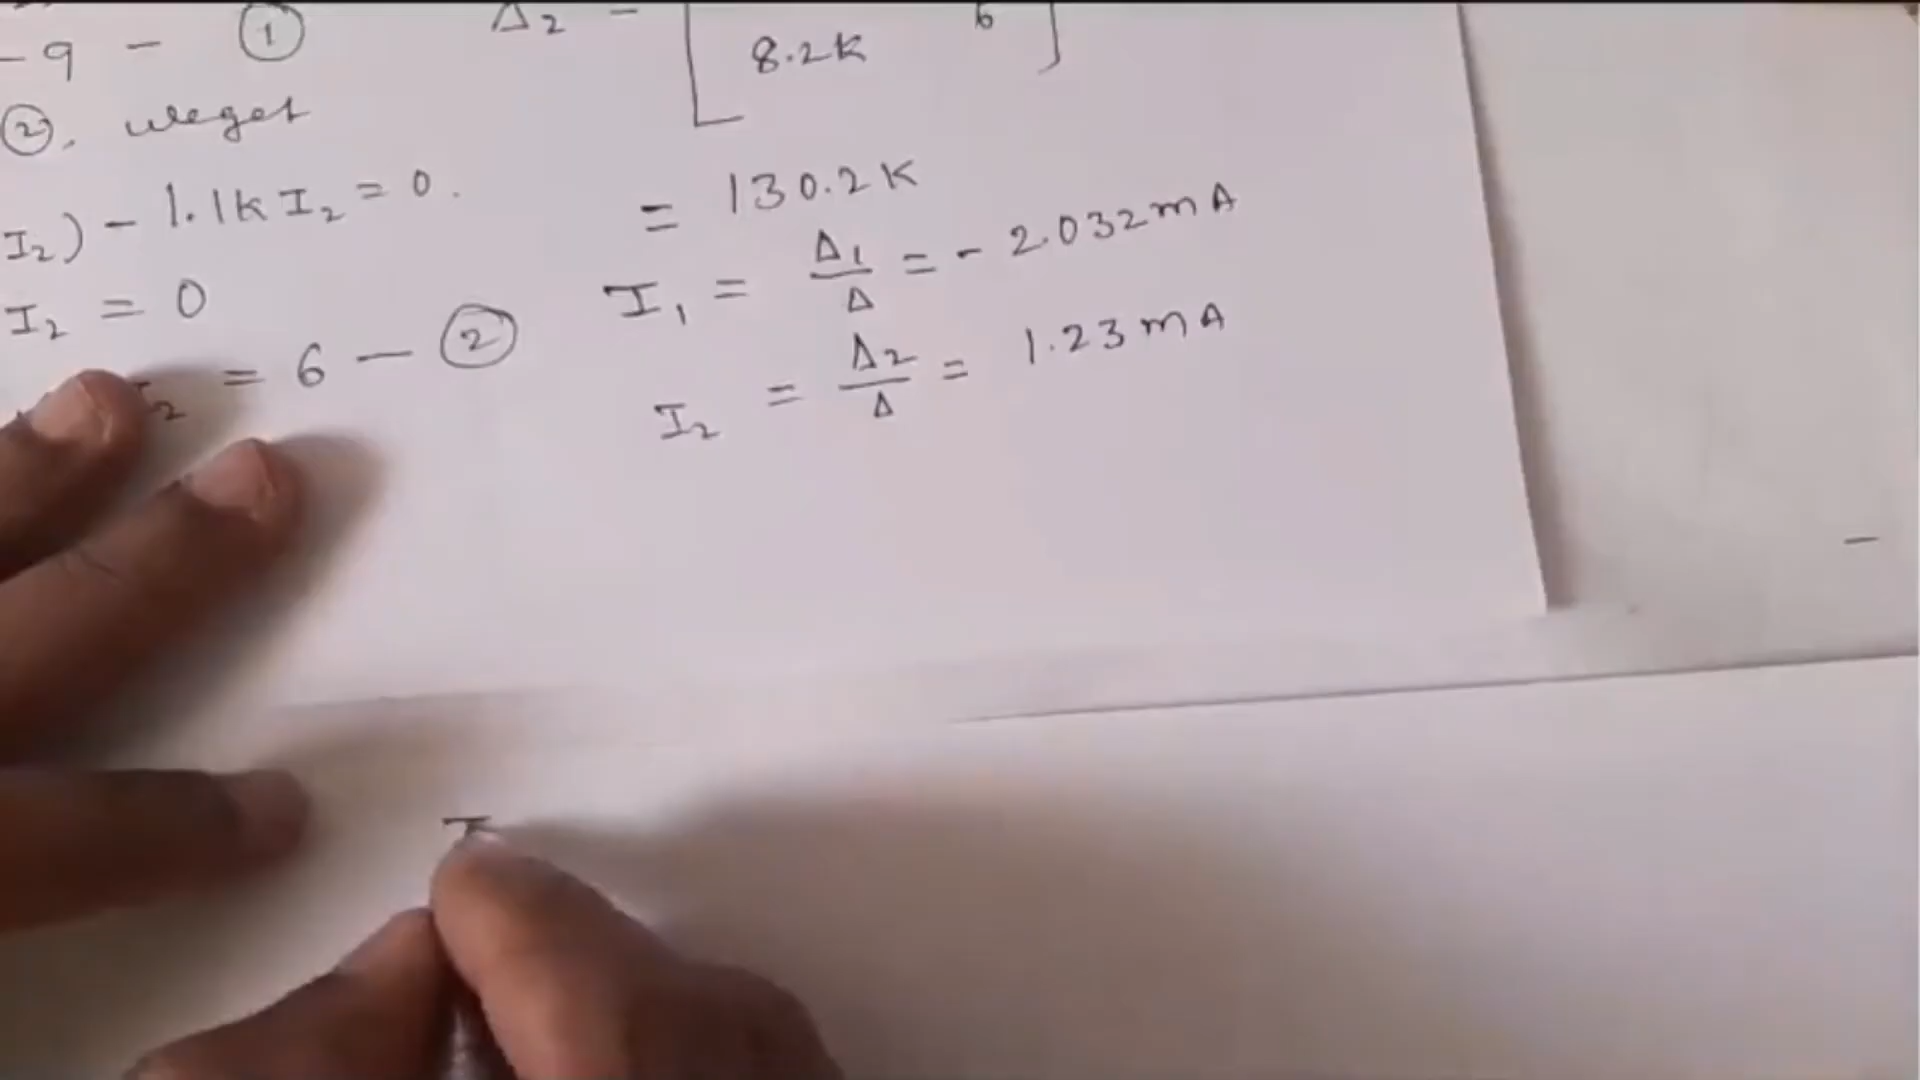 -9 - ①
②, weget
I₂) - 1.1K I₂ = 0.
I₂ = 0
I₂ = 6 — ②
Δ₂ =
8.2K 6
= 130.2K
I₁ = Δ₁/Δ = - 2.032mA
I₂ = Δ₂/Δ = 1.23mA
I